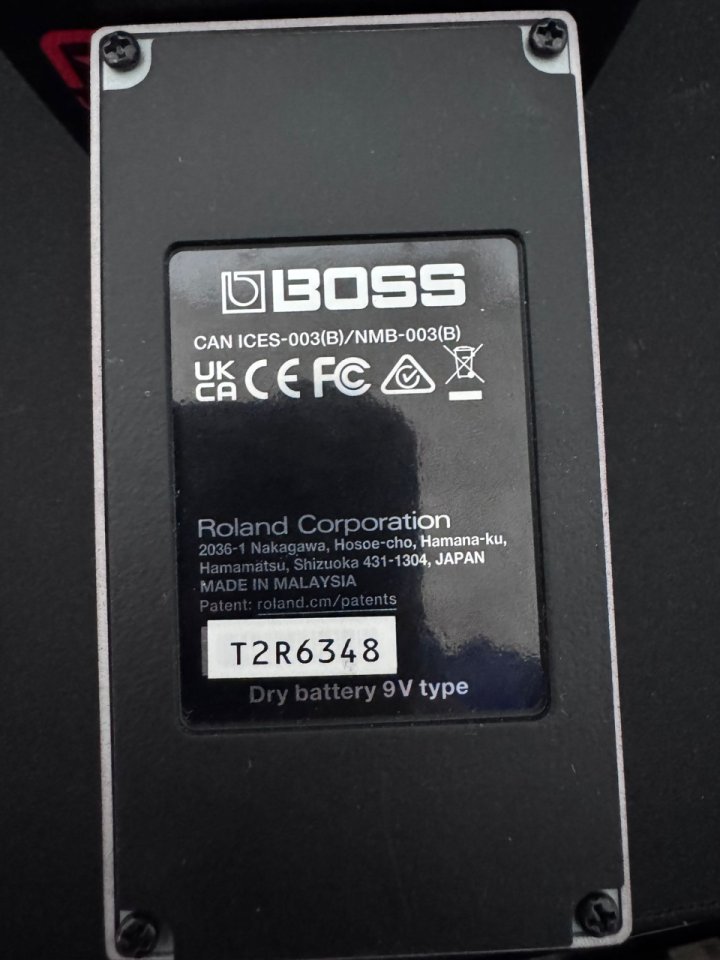 BOSS
CAN ICES-003(B)/NMB-003(B)
UK CA CE FC
Roland Corporation
2036-1 Nakagawa, Hosoe-cho, Hamana-ku,
Hamamatsu, Shizuoka 431-1304, JAPAN
MADE IN MALAYSIA
Patent: roland.cm/patents
T2R6348
Dry battery 9V type